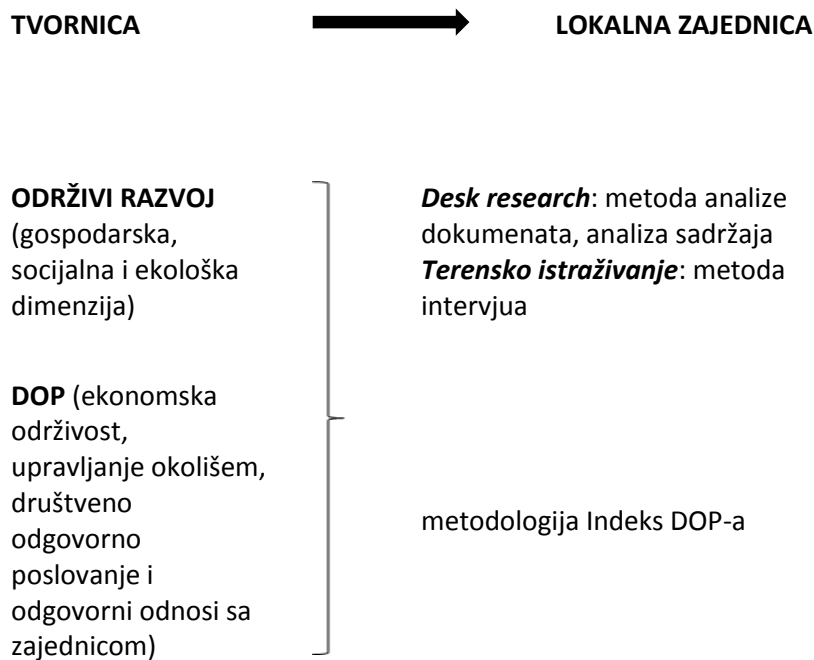 TVORNICA
LOKALNA ZAJEDNICA
ODRŽIVI RAZVOJ
(gospodarska,
socijalna i ekološka
dimenzija)
Desk research: metoda analize
dokumenata, analiza sadržaja
Terensko istraživanje: metoda
intervjua
DOP (ekonomska
održivost,
upravljanje okolišem,
društveno
odgovorno
poslovanje i
odgovorni odnosi sa
zajednicom)
metodologija Indeks DOP-a